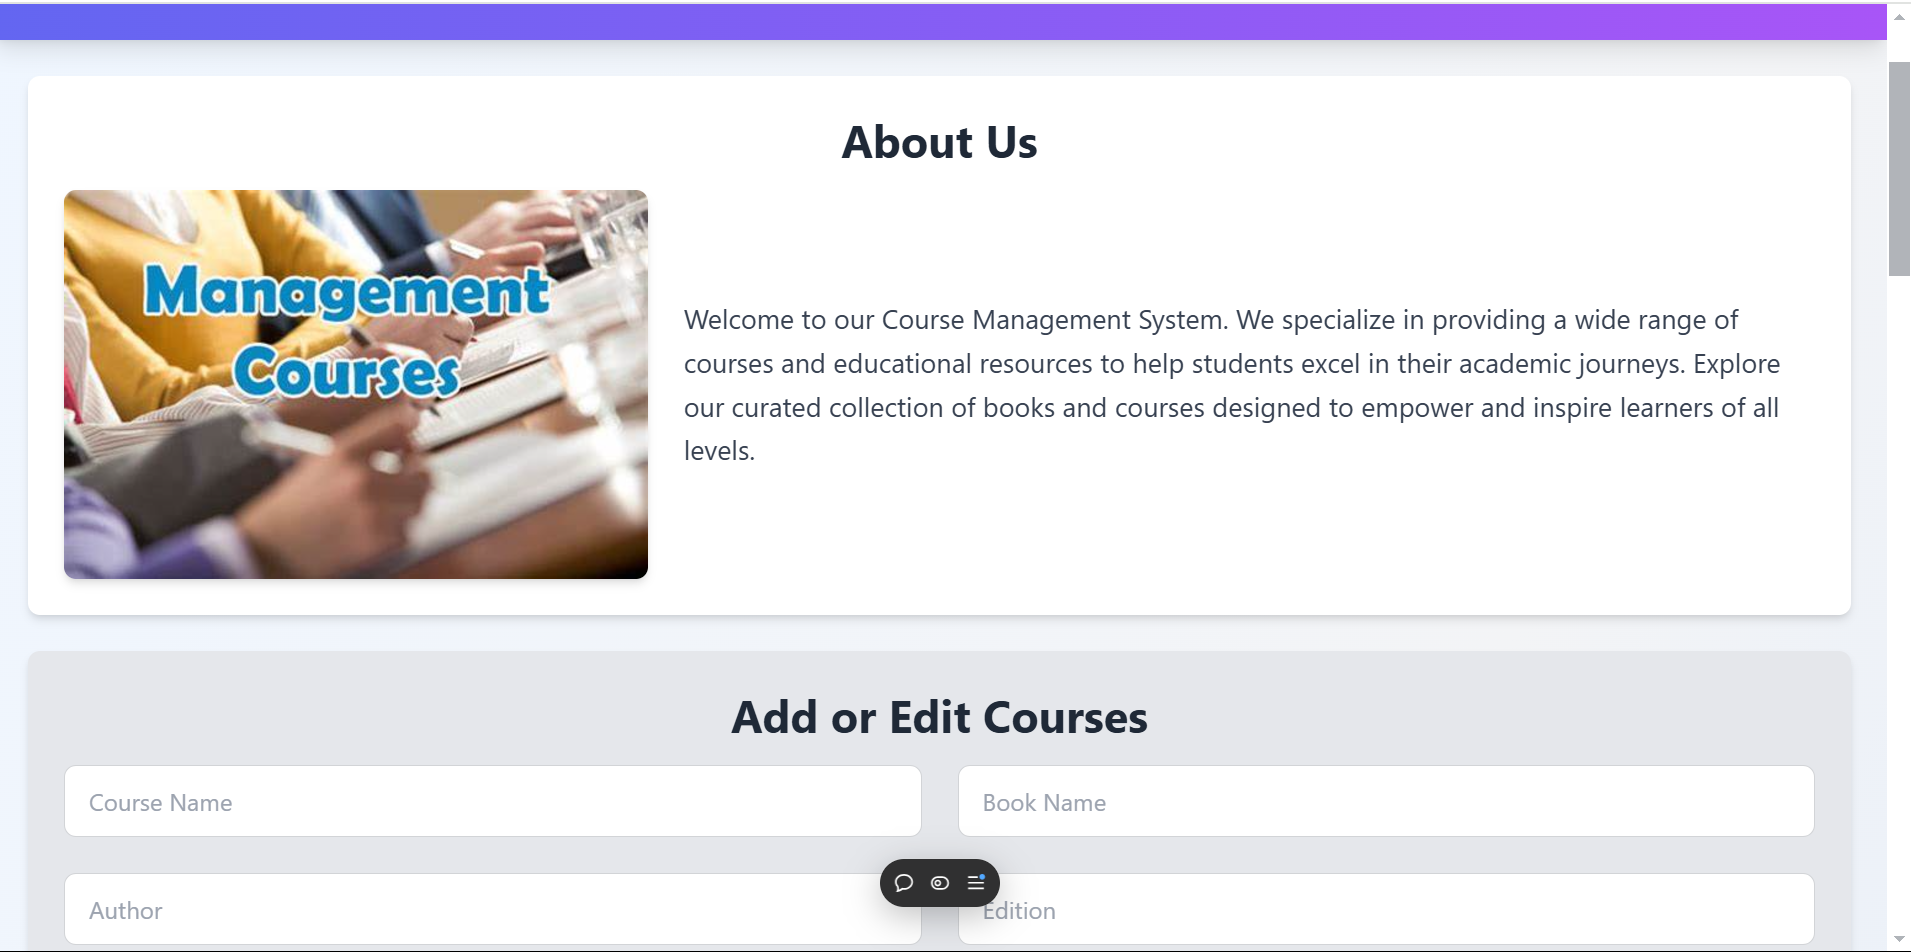 About Us
Management
Courses
Welcome to our Course Management System. We specialize in providing a wide range of
courses and educational resources to help students excel in their academic journeys. Explore
our curated collection of books and courses designed to empower and inspire learners of all
levels.
Add or Edit Courses
Course Name
Book Name
Author
Edition